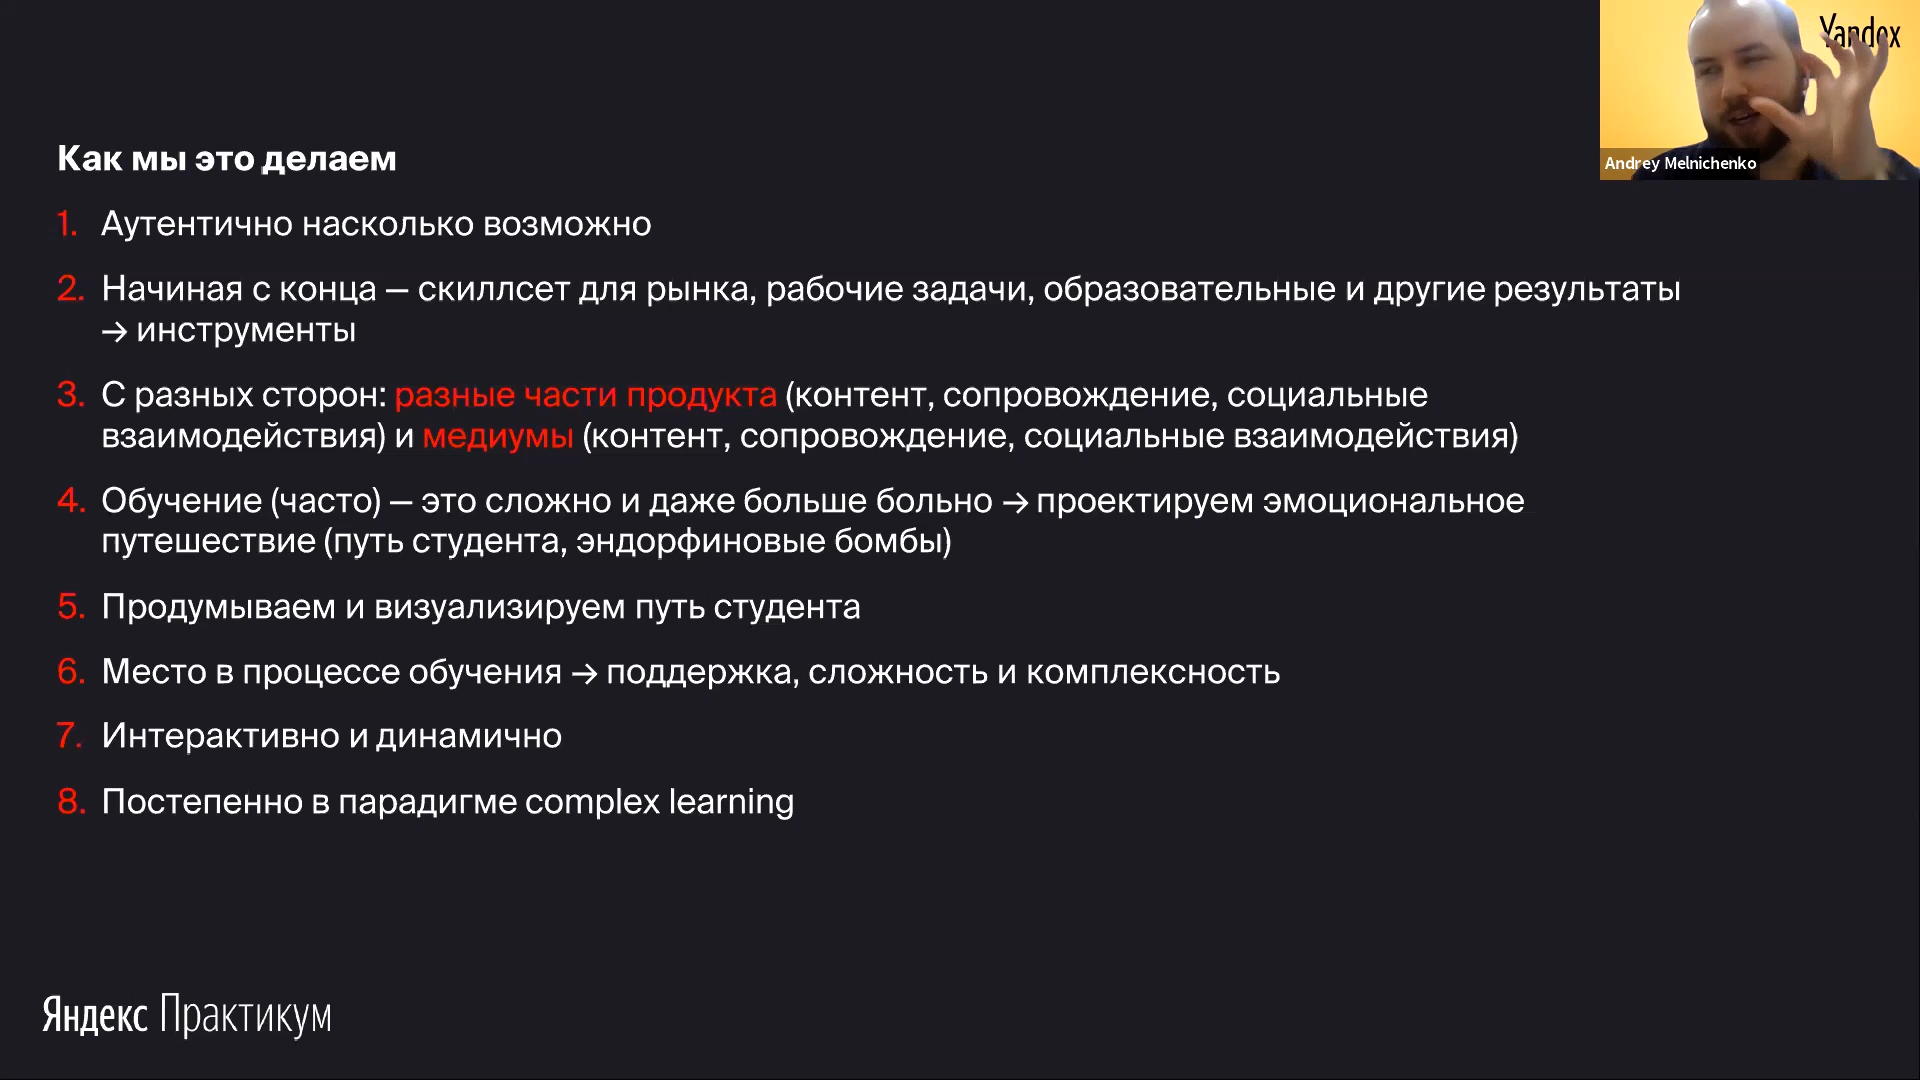 Yandex
Andrey Melnichenko
Как мы это делаем
1. Аутентично насколько возможно
2. Начиная с конца — скиллсет для рынка, рабочие задачи, образовательные и другие результаты
→ инструменты
3. С разных сторон: разные части продукта (контент, сопровождение, социальные
взаимодействия) и медиумы (контент, сопровождение, социальные взаимодействия)
4. Обучение (часто) — это сложно и даже больше больно → проектируем эмоциональное
путешествие (путь студента, эндорфиновые бомбы)
5. Продумываем и визуализируем путь студента
6. Место в процессе обучения → поддержка, сложность и комплексность
7. Интерактивно и динамично
8. Постепенно в парадигме complex learning
Яндекс Практикум